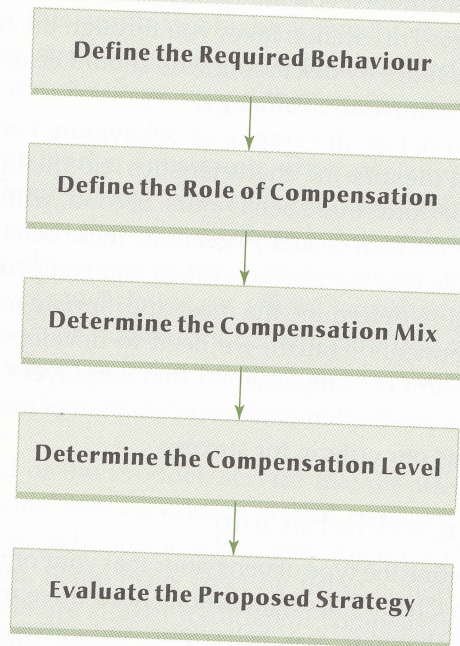 Define the Required Behaviour
Define the Role of Compensation
Determine the Compensation Mix
Determine the Compensation Level
Evaluate the Proposed Strategy